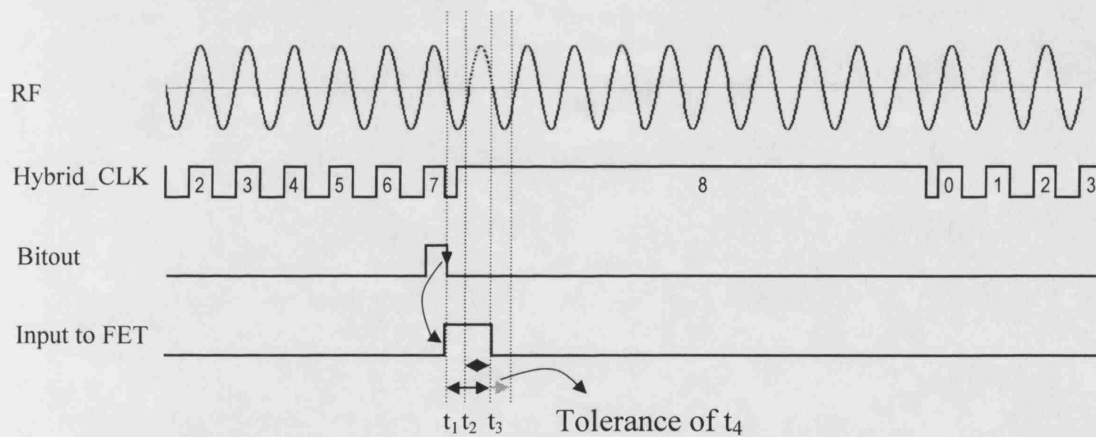 RF
Hybrid_CLK 2 3 4 5 6 7 8 0 1 2 3
Bitout
Input to FET
t₁ t₂ t₃ Tolerance of t₄